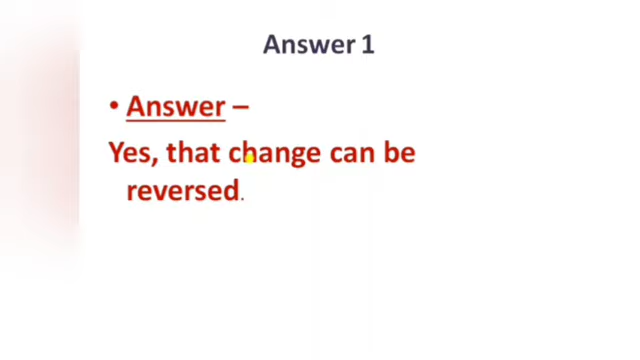 Answer 1
• Answer –
Yes, that change can be
reversed.